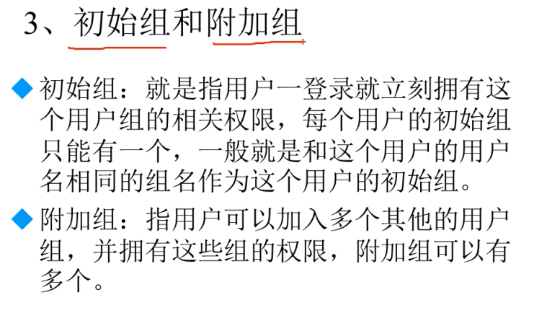 3、初始组和附加组
初始组：就是指用户一登录就立刻拥有这
个用户组的相关权限，每个用户的初始组
只能有一个，一般就是和这个用户的用户
名相同的组名作为这个用户的初始组。
附加组：指用户可以加入多个其他的用户
组，并拥有这些组的权限，附加组可以有
多个。